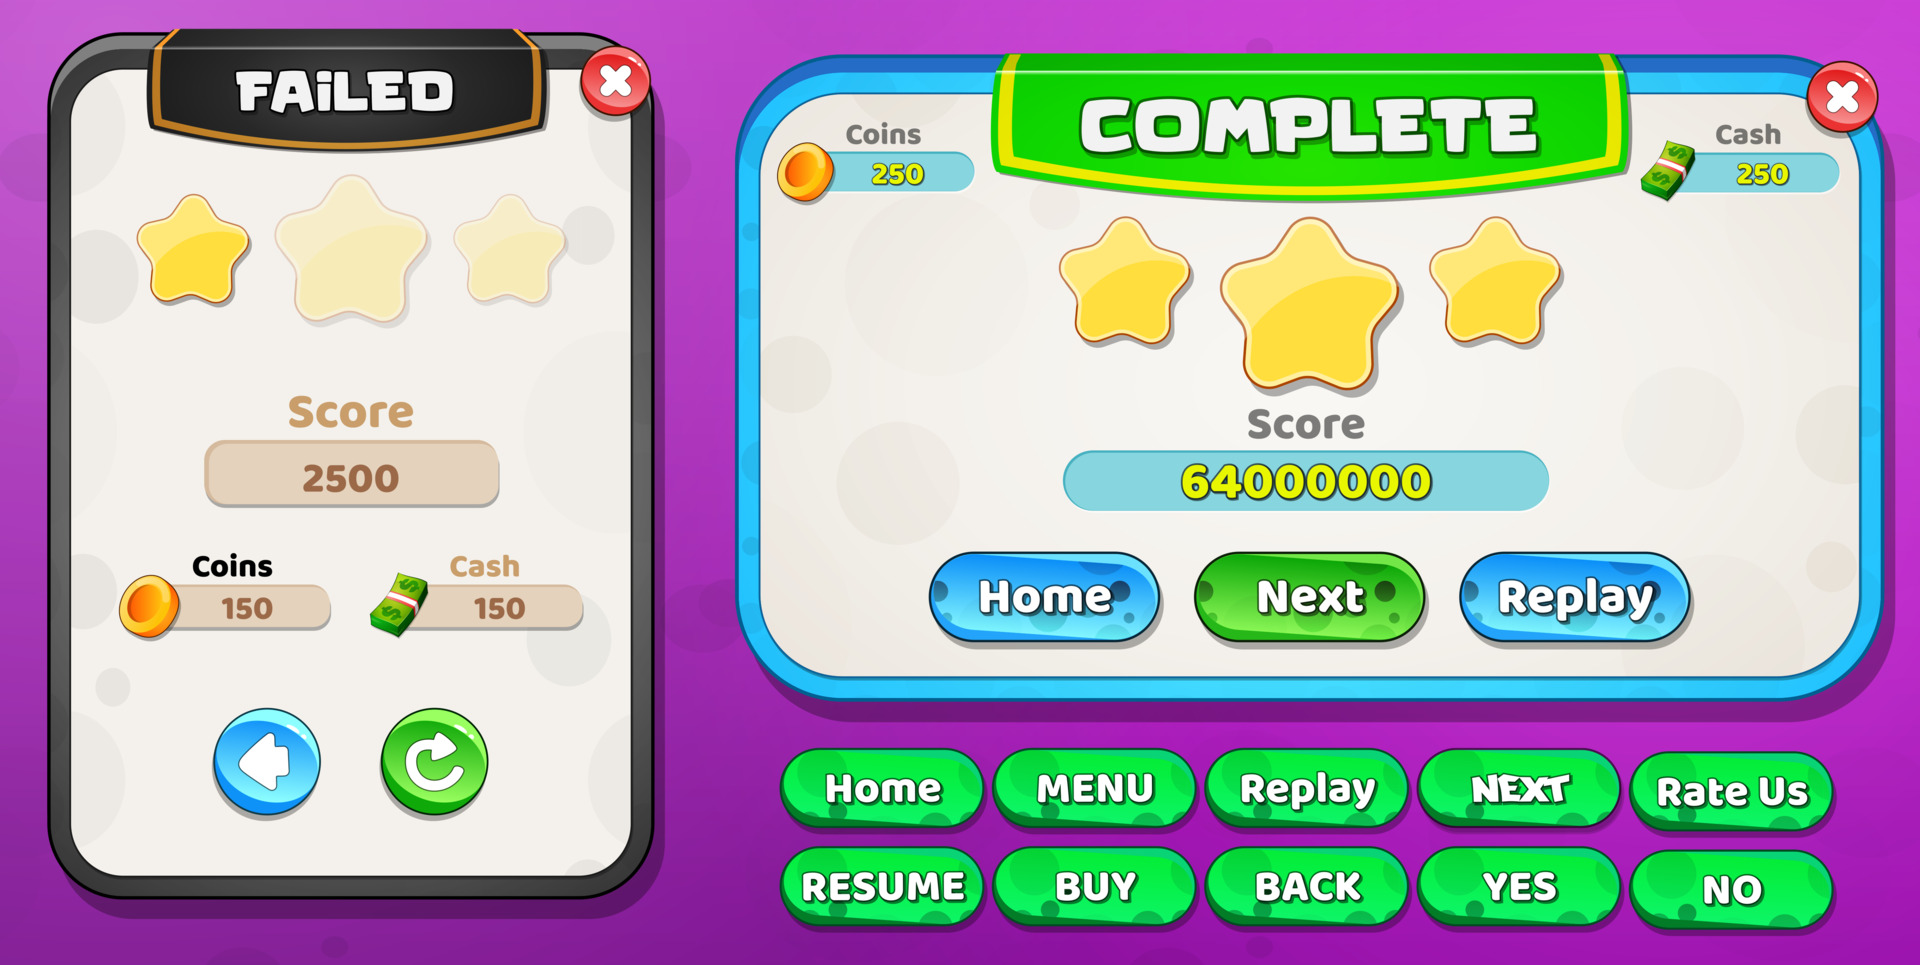 FAiLED
Score
2500
Coins
150
Cash
150
COMPLETE
Coins
250
Cash
250
Score
64000000
Home
Next
Replay
Home
MENU
Replay
NEXT
Rate Us
RESUME
BUY
BACK
YES
NO